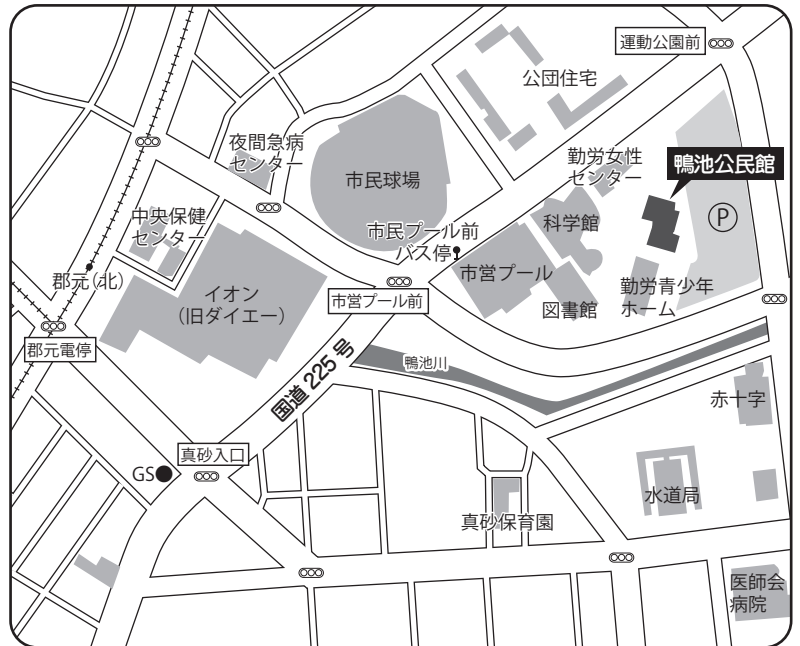 運動公園前
公団住宅
夜間急病
センター
勤労女性
センター
鴨池公民館
市民球場
中央保健
センター
市民プール前
バス停
科学館
P
郡元(北)
イオン
(旧ダイエー)
市営プール
市営プール前
図書館
勤労青少年
ホーム
郡元電停
国道225号
鴨池川
赤十字
真砂入口
GS
水道局
真砂保育園
医師会
病院